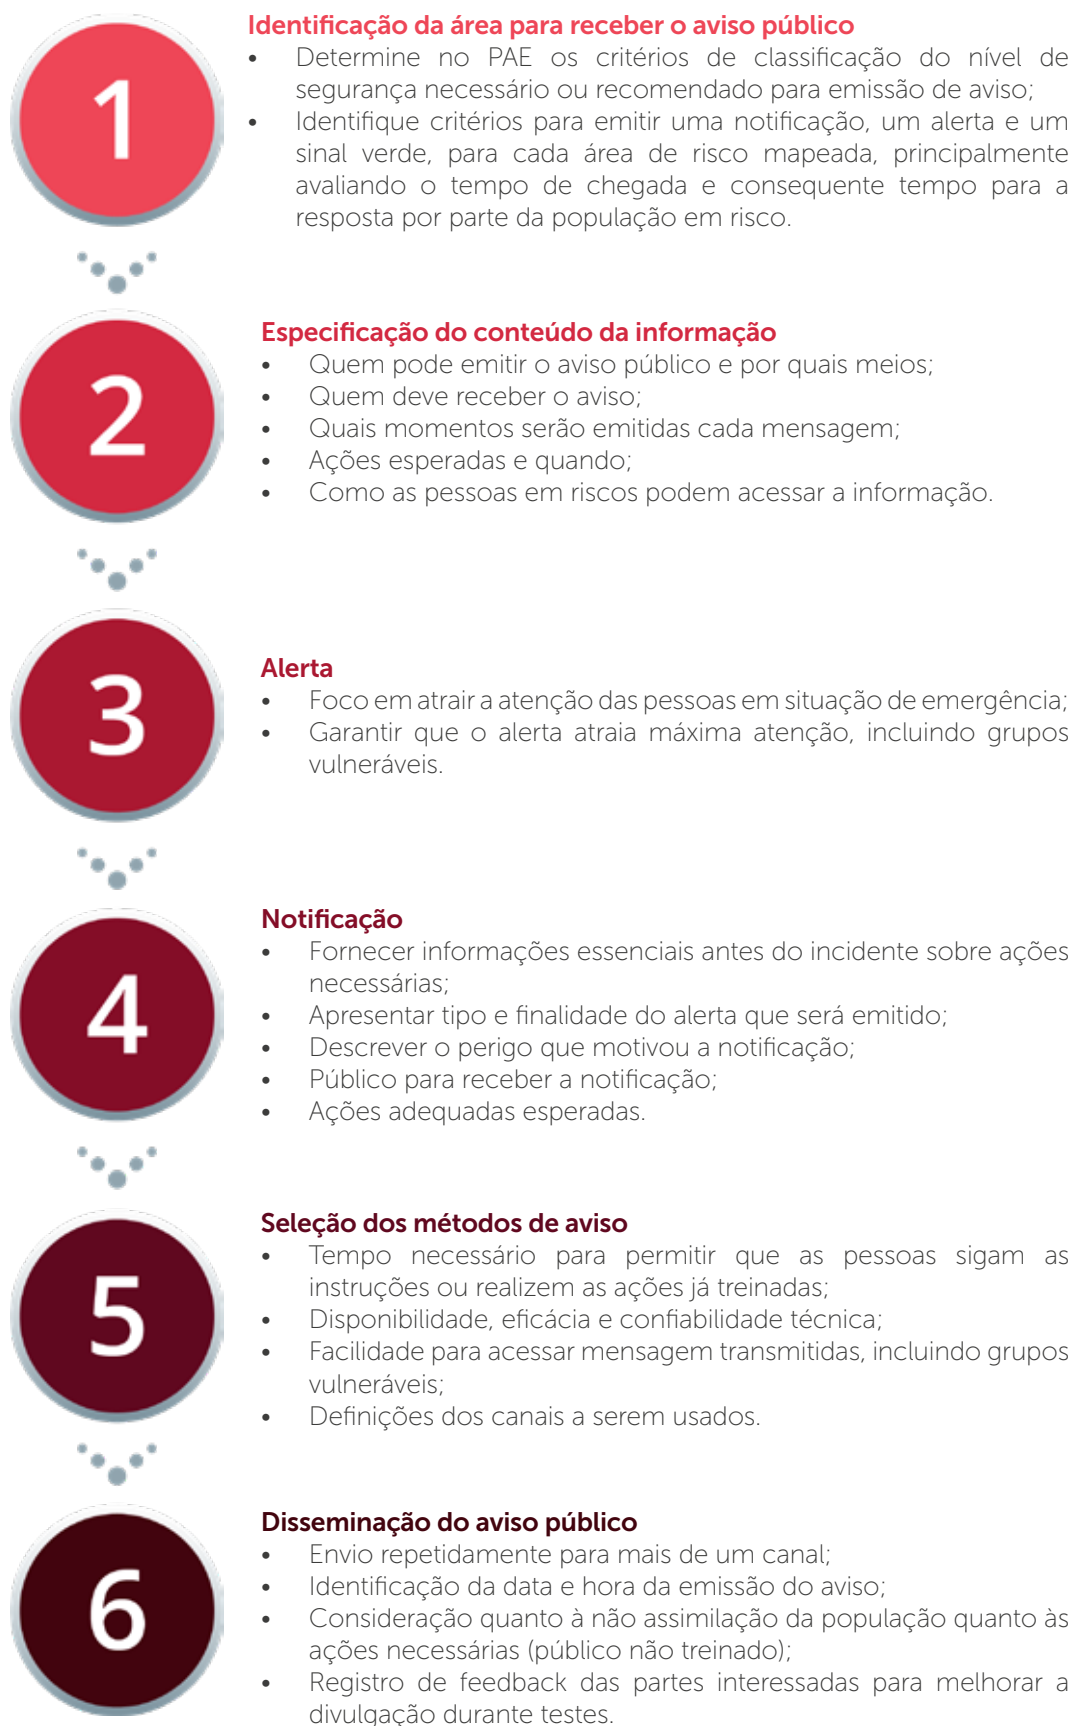 1
Identificação da área para receber o aviso público
• Determine no PAE os critérios de classificação do nível de
segurança necessário ou recomendado para emissão de aviso;
• Identifique critérios para emitir uma notificação, um alerta e um
sinal verde, para cada área de risco mapeada, principalmente
avaliando o tempo de chegada e consequente tempo para a
resposta por parte da população em risco.
2
Especificação do conteúdo da informação
• Quem pode emitir o aviso público e por quais meios;
• Quem deve receber o aviso;
• Quais momentos serão emitidas cada mensagem;
• Ações esperadas e quando;
• Como as pessoas em riscos podem acessar a informação.
3
Alerta
• Foco em atrair a atenção das pessoas em situação de emergência;
• Garantir que o alerta atraia máxima atenção, incluindo grupos
vulneráveis.
4
Notificação
• Fornecer informações essenciais antes do incidente sobre ações
necessárias;
• Apresentar tipo e finalidade do alerta que será emitido;
• Descrever o perigo que motivou a notificação;
• Público para receber a notificação;
• Ações adequadas esperadas.
5
Seleção dos métodos de aviso
• Tempo necessário para permitir que as pessoas sigam as
instruções ou realizem as ações já treinadas;
• Disponibilidade, eficácia e confiabilidade técnica;
• Facilidade para acessar mensagem transmitidas, incluindo grupos
vulneráveis;
• Definições dos canais a serem usados.
6
Disseminação do aviso público
• Envio repetidamente para mais de um canal;
• Identificação da data e hora da emissão do aviso;
• Consideração quanto à não assimilação da população quanto às
ações necessárias (público não treinado);
• Registro de feedback das partes interessadas para melhorar a
divulgação durante testes.